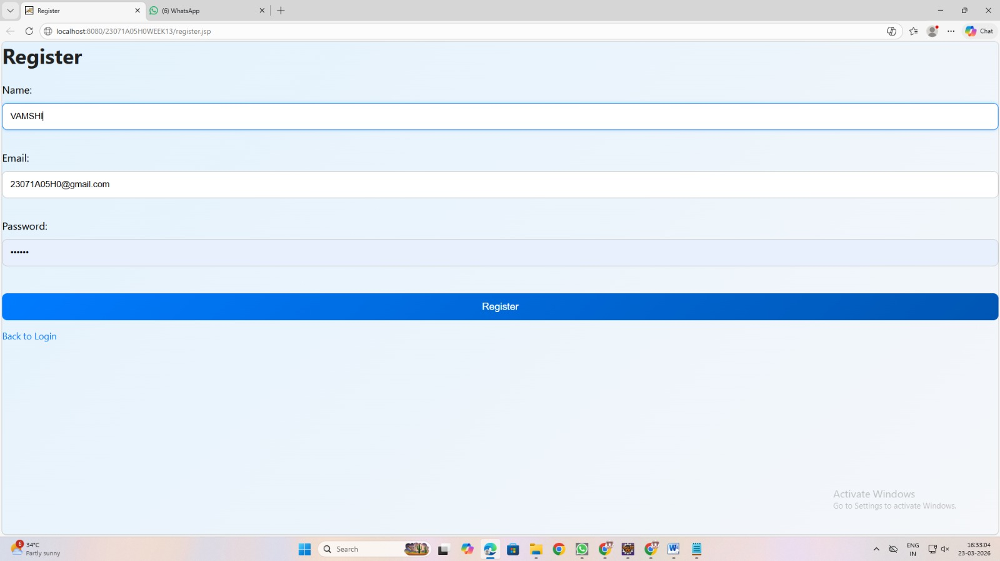 Register
(6) WhatsApp
localhost:8080/23071A05H0WEEK13/register.jsp
Chat
Register
Name:
VAMSHI
Email:
23071A05H0@gmail.com
Password:
••••••
Register
Back to Login
Activate Windows
Go to Settings to activate Windows.
6
34°C
Partly sunny
Search
W
ENG
IN
16:33:04
23-03-2026